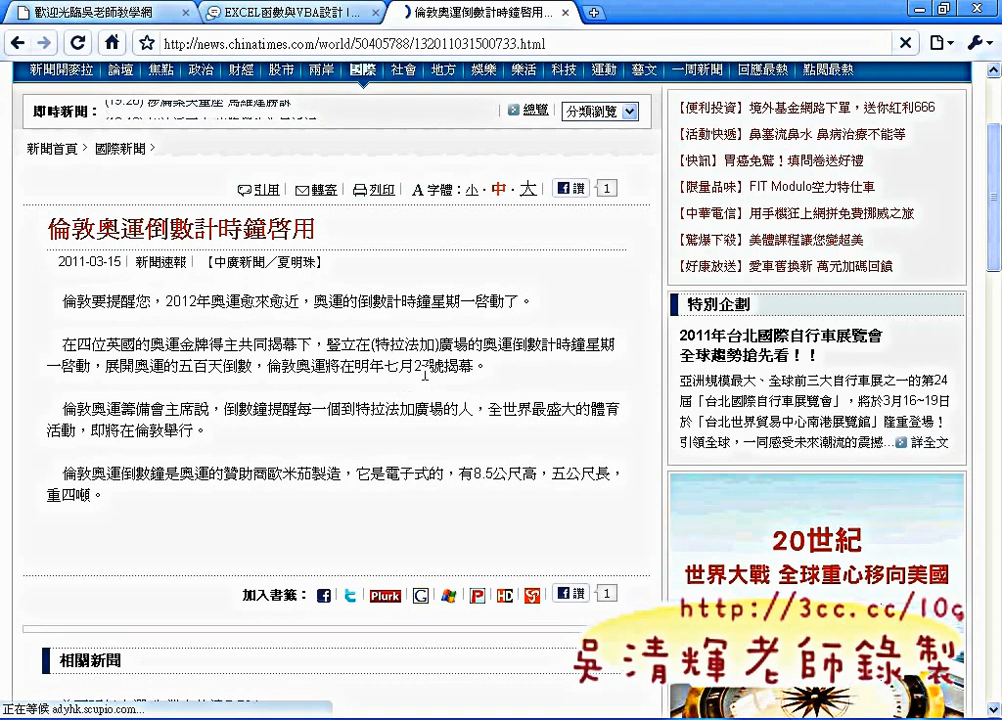 歡迎光臨吳老師教學網
EXCEL函數與VBA設計 |...
倫敦奧運倒數計時鐘啓用...
http://news.chinatimes.com/world/50405788/132011031500733.html
新聞開麥拉 論壇 焦點 政治 財經 股市 兩岸 國際 社會 地方 娛樂 樂活 科技 運動 藝文 一周新聞 回應最熱 點閱最熱
即時新聞：
總覽 分類瀏覽
新聞首頁 > 國際新聞 >
引用 轉寄 列印 A 字體：小．中．大 讚 1
倫敦奧運倒數計時鐘啓用
2011-03-15 新聞速報 【中廣新聞／夏明珠】
倫敦要提醒您，2012年奧運愈來愈近，奧運的倒數計時鐘星期一啓動了。
在四位英國的奧運金牌得主共同揭幕下，豎立在(特拉法加)廣場的奧運倒數計時鐘星期
一啓動，展開奧運的五百天倒數，倫敦奧運將在明年七月27號揭幕。
倫敦奧運籌備會主席說，倒數鐘提醒每一個到特拉法加廣場的人，全世界最盛大的體育
活動，即將在倫敦舉行。
倫敦奧運倒數鐘是奧運的贊助商歐米茄製造，它是電子式的，有8.5公尺高，五公尺長，
重四噸。
加入書籤： Plurk G P HD 讚 1
相關新聞
正在等候 adyhk.scupio.com...
【便利投資】境外基金網路下單，送你紅利666
【活動快遞】鼻塞流鼻水 鼻病治療不能等
【快訊】胃癌免驚！填問卷送好禮
【限量品味】FIT Modulo空力特仕車
【中華電信】用手機狂上網拼免費挪威之旅
【驚爆下殺】美體課程讓您變超美
【好康放送】愛車舊換新 萬元加碼回饋
特別企劃
2011年台北國際自行車展覽會
全球趨勢搶先看！！
亞洲規模最大、全球前三大自行車展之一的第24
屆「台北國際自行車展覽會」，將於3月16~19日
於「台北世界貿易中心南港展覽館」隆重登場！
引領全球，一同感受未來潮流的震撼...詳全文
20世紀
世界大戰 全球重心移向美國
http://3cc.cc/10g
吳清輝老師錄製